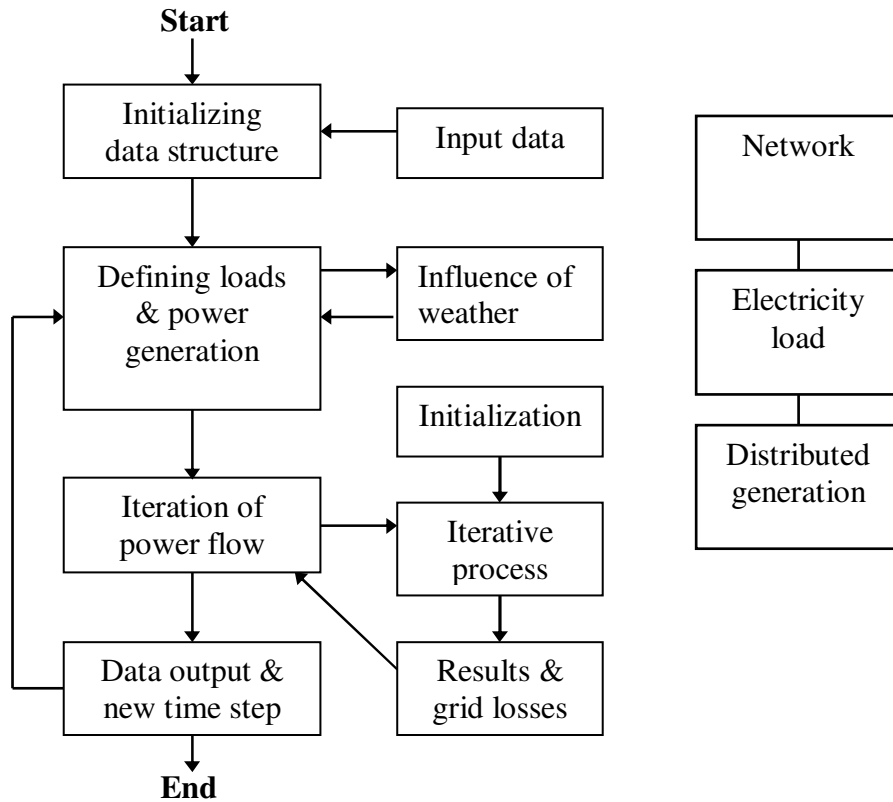 Start
Initializing
data structure
Input data
Network
Defining loads
& power
generation
Influence of
weather
Electricity
load
Initialization
Distributed
generation
Iteration of
power flow
Iterative
process
Data output &
new time step
Results &
grid losses
End